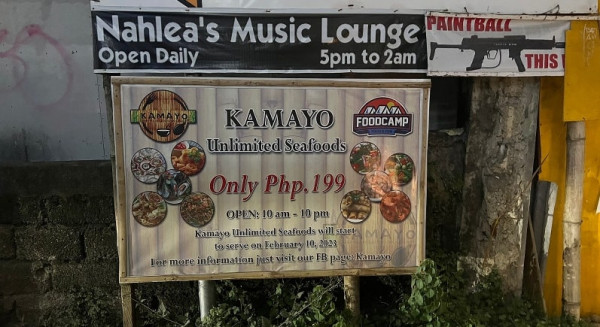 Nahlea's Music Lounge
Open Daily 5pm to 2am
PAINTBALL
THIS
KAMAYO
KAMAYO
FOODCAMP
Unlimited Seafoods
Only Php.199
OPEN: 10 am - 10 pm
Kamayo Unlimited Seafoods will start
to serve on February 10, 2023
KAMAYO
For more information just visit our FB page: Kamayo